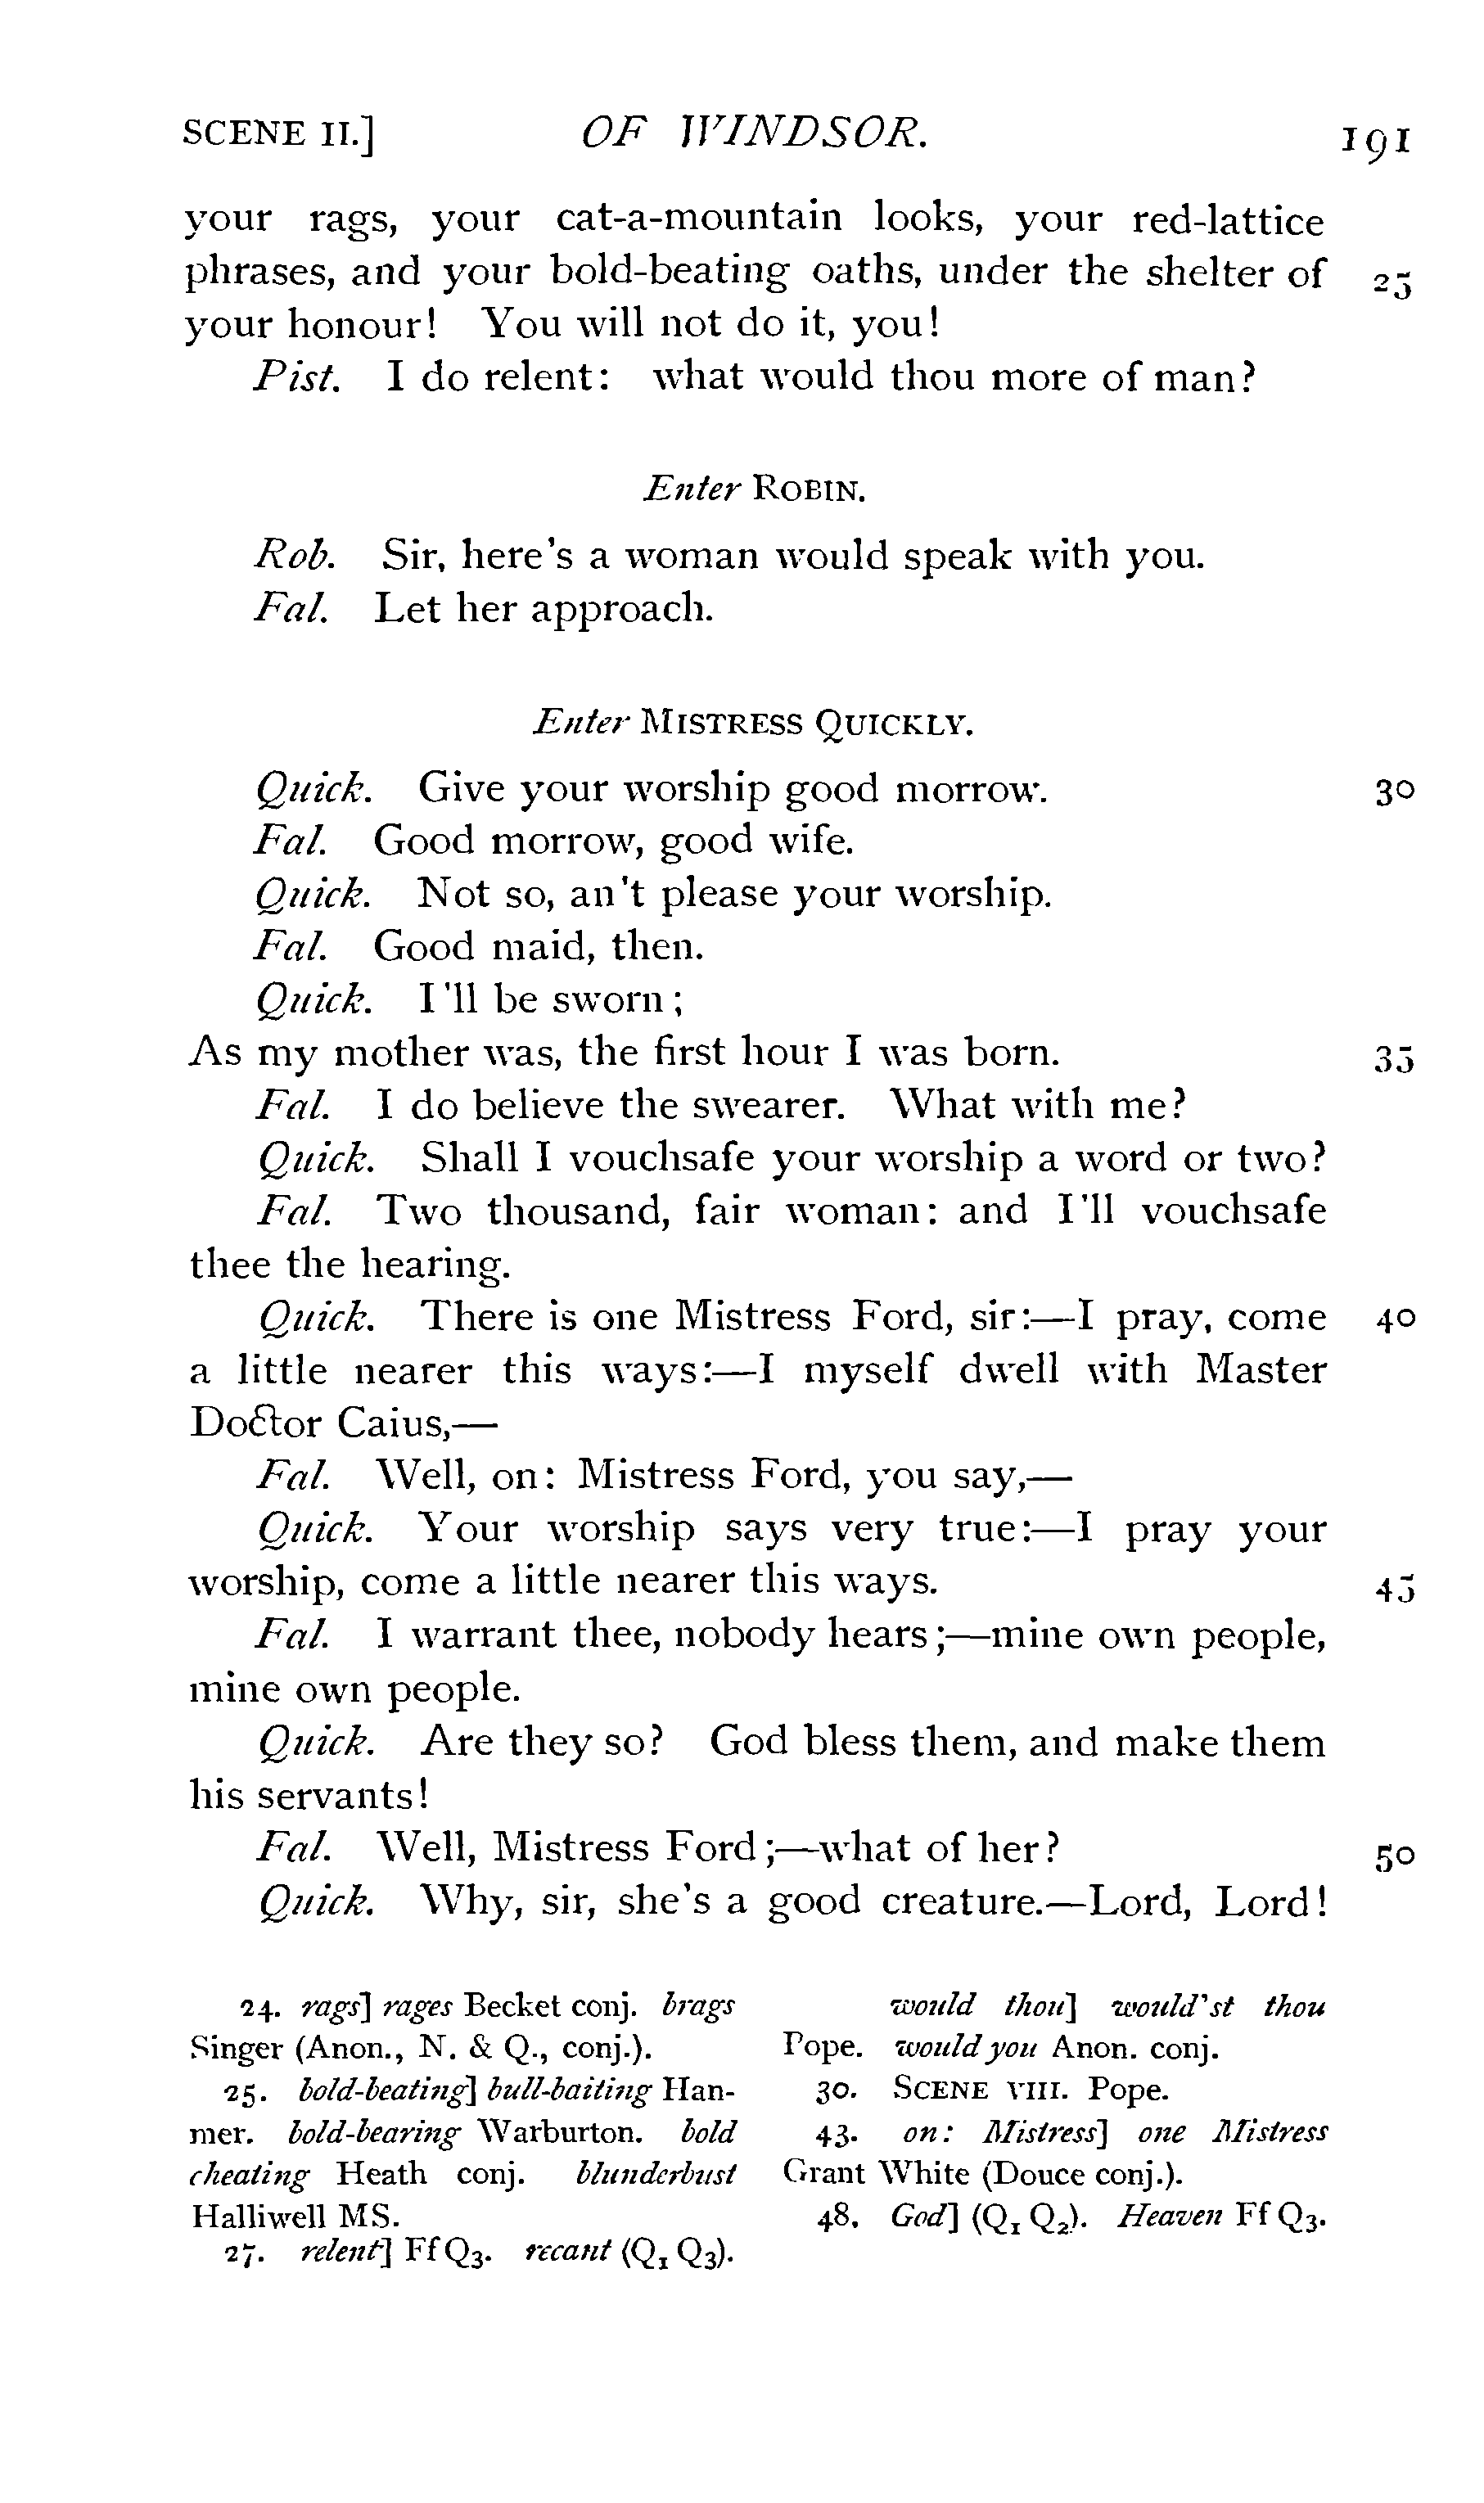 SCENE II.] OF WINDSOR. 191
your rags, your cat-a-mountain looks, your red-lattice
phrases, and your bold-beating oaths, under the shelter of 25
your honour! You will not do it, you!
Pist. I do relent: what would thou more of man?
Enter ROBIN.
Rob. Sir, here's a woman would speak with you.
Fal. Let her approach.
Enter MISTRESS QUICKLY.
Quick. Give your worship good morrow. 30
Fal. Good morrow, good wife.
Quick. Not so, an't please your worship.
Fal. Good maid, then.
Quick. I'll be sworn;
As my mother was, the first hour I was born. 35
Fal. I do believe the swearer. What with me?
Quick. Shall I vouchsafe your worship a word or two?
Fal. Two thousand, fair woman: and I'll vouchsafe
thee the hearing.
Quick. There is one Mistress Ford, sir:—I pray, come 40
a little nearer this ways:—I myself dwell with Master
Doctor Caius,—
Fal. Well, on: Mistress Ford, you say,—
Quick. Your worship says very true:—I pray your
worship, come a little nearer this ways. 45
Fal. I warrant thee, nobody hears;—mine own people,
mine own people.
Quick. Are they so? God bless them, and make them
his servants!
Fal. Well, Mistress Ford;—what of her? 50
Quick. Why, sir, she's a good creature.—Lord, Lord!
24. rags] rages Becket conj. brags
Singer (Anon., N. & Q., conj.).
25. bold-beating] bull-baiting Han-
mer. bold-bearing Warburton. bold
cheating Heath conj. blunderbust
Halliwell MS.
27. relent] Ff Q3. recant (Q1 Q3).
would thou] would'st thou
Pope. would you Anon. conj.
30. SCENE VIII. Pope.
43. on: Mistress] one Mistress
Grant White (Douce conj.).
48. God] (Q1 Q2). Heaven Ff Q3.